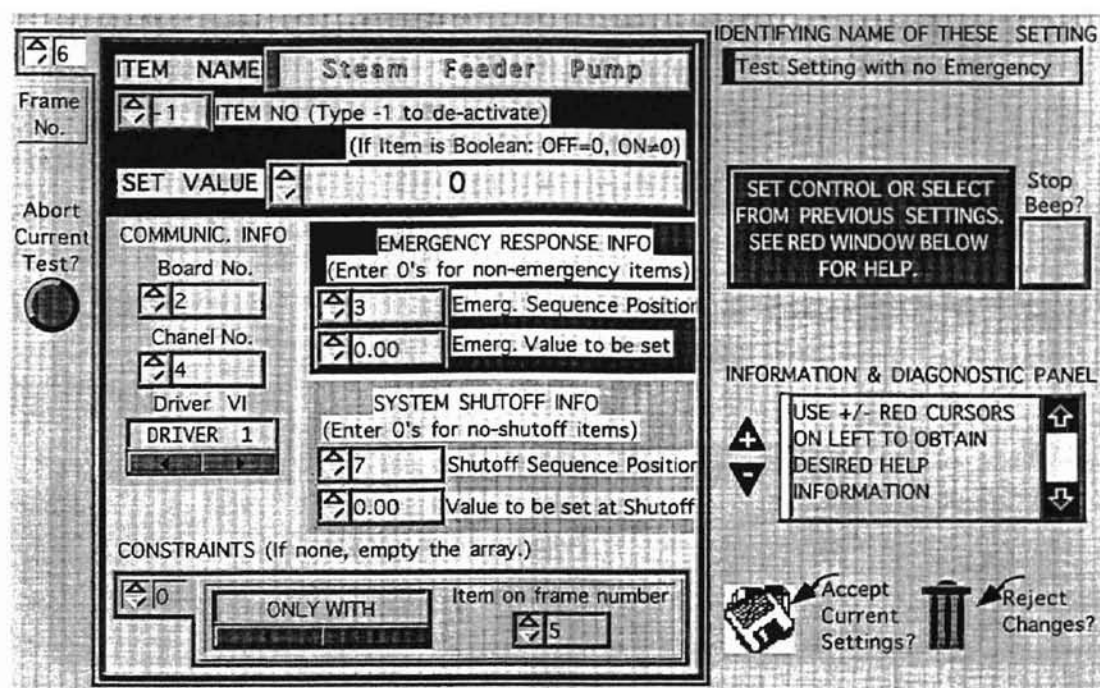 6
Frame
No.
Abort
Current
Test?
ITEM NAME Steam Feeder Pump
-1 ITEM NO (Type -1 to de-activate)
(If Item is Boolean: OFF=0, ON≠0)
SET VALUE 0
COMMUNIC. INFO
Board No.
2
Chanel No.
4
Driver VI
DRIVER 1
EMERGENCY RESPONSE INFO
(Enter 0's for non-emergency items)
3 Emerg. Sequence Position
0.00 Emerg. Value to be set
SYSTEM SHUTOFF INFO
(Enter 0's for no-shutoff items)
7 Shutoff Sequence Position
0.00 Value to be set at Shutoff
CONSTRAINTS (If none, empty the array.)
0
ONLY WITH
Item on frame number
5
IDENTIFYING NAME OF THESE SETTING
Test Setting with no Emergency
SET CONTROL OR SELECT
FROM PREVIOUS SETTINGS.
SEE RED WINDOW BELOW
FOR HELP.
Stop
Beep?
INFORMATION & DIAGONOSTIC PANEL
+
-
USE +/- RED CURSORS
ON LEFT TO OBTAIN
DESIRED HELP
INFORMATION
Accept
Current
Settings?
Reject
Changes?